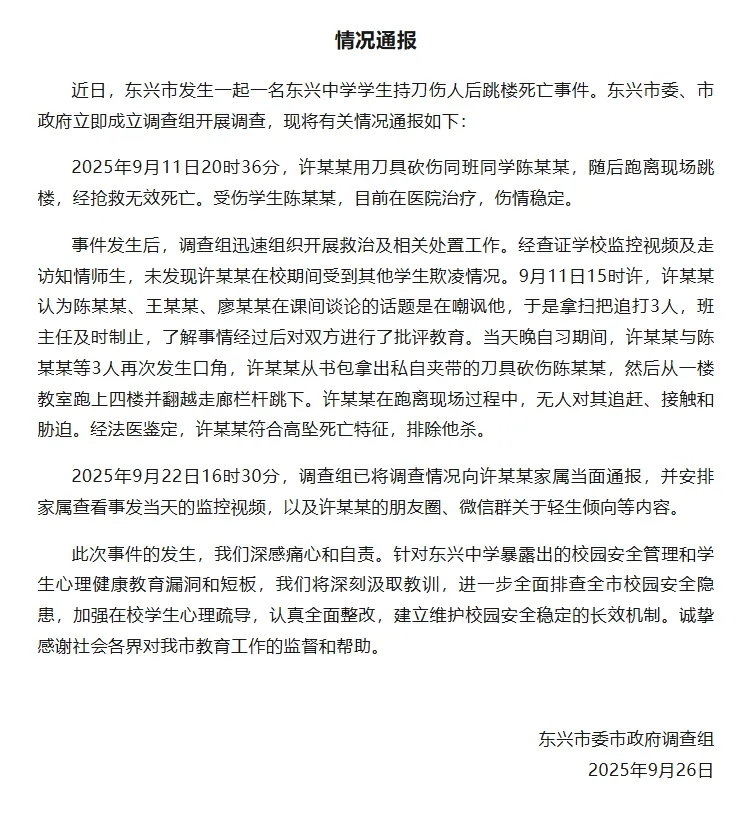 情况通报
近日，东兴市发生一起一名东兴中学学生持刀伤人后跳楼死亡事件。东兴市委、市
政府立即成立调查组开展调查，现将有关情况通报如下：
2025年9月11日20时36分，许某某用刀具砍伤同班同学陈某某，随后跑离现场跳
楼，经抢救无效死亡。受伤学生陈某某，目前在医院治疗，伤情稳定。
事件发生后，调查组迅速组织开展救治及相关处置工作。经查证学校监控视频及走
访知情师生，未发现许某某在校期间受到其他学生欺凌情况。9月11日15时许，许某某
认为陈某某、王某某、廖某某在课间谈论的话题是在嘲讽他，于是拿扫把追打3人，班
主任及时制止，了解事情经过后对双方进行了批评教育。当天晚自习期间，许某某与陈
某某等3人再次发生口角，许某某从书包拿出私自夹带的刀具砍伤陈某某，然后从一楼
教室跑上四楼并翻越走廊栏杆跳下。许某某在跑离现场过程中，无人对其追赶、接触和
胁迫。经法医鉴定，许某某符合高坠死亡特征，排除他杀。
2025年9月22日16时30分，调查组已将调查情况向许某某家属当面通报，并安排
家属查看事发当天的监控视频，以及许某某的朋友圈、微信群关于轻生倾向等内容。
此次事件的发生，我们深感痛心和自责。针对东兴中学暴露出的校园安全管理和学
生心理健康教育漏洞和短板，我们将深刻汲取教训，进一步全面排查全市校园安全隐
患，加强在校学生心理疏导，认真全面整改，建立维护校园安全稳定的长效机制。诚挚
感谢社会各界对我市教育工作的监督和帮助。
东兴市委市政府调查组
2025年9月26日